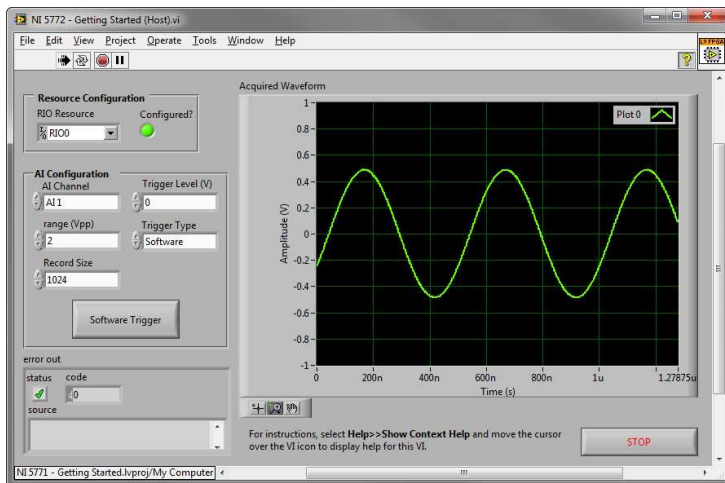 NI 5772 - Getting Started (Host).vi
File Edit View Project Operate Tools Window Help
Resource Configuration
RIO Resource Configured?
RIO0
AI Configuration
AI Channel Trigger Level (V)
AI 1 0
range (Vpp) Trigger Type
2 Software
Record Size
1024
Software Trigger
error out
status code
0
source
Acquired Waveform
Plot 0
Amplitude (V)
1
0.8
0.6
0.4
0.2
0
-0.2
-0.4
-0.6
-0.8
-1
0 200n 400n 600n 800n 1u 1.27875u
Time (s)
For instructions, select Help>>Show Context Help and move the cursor
over the VI icon to display help for this VI.
STOP
NI 5771 - Getting Started.lvproj/My Computer